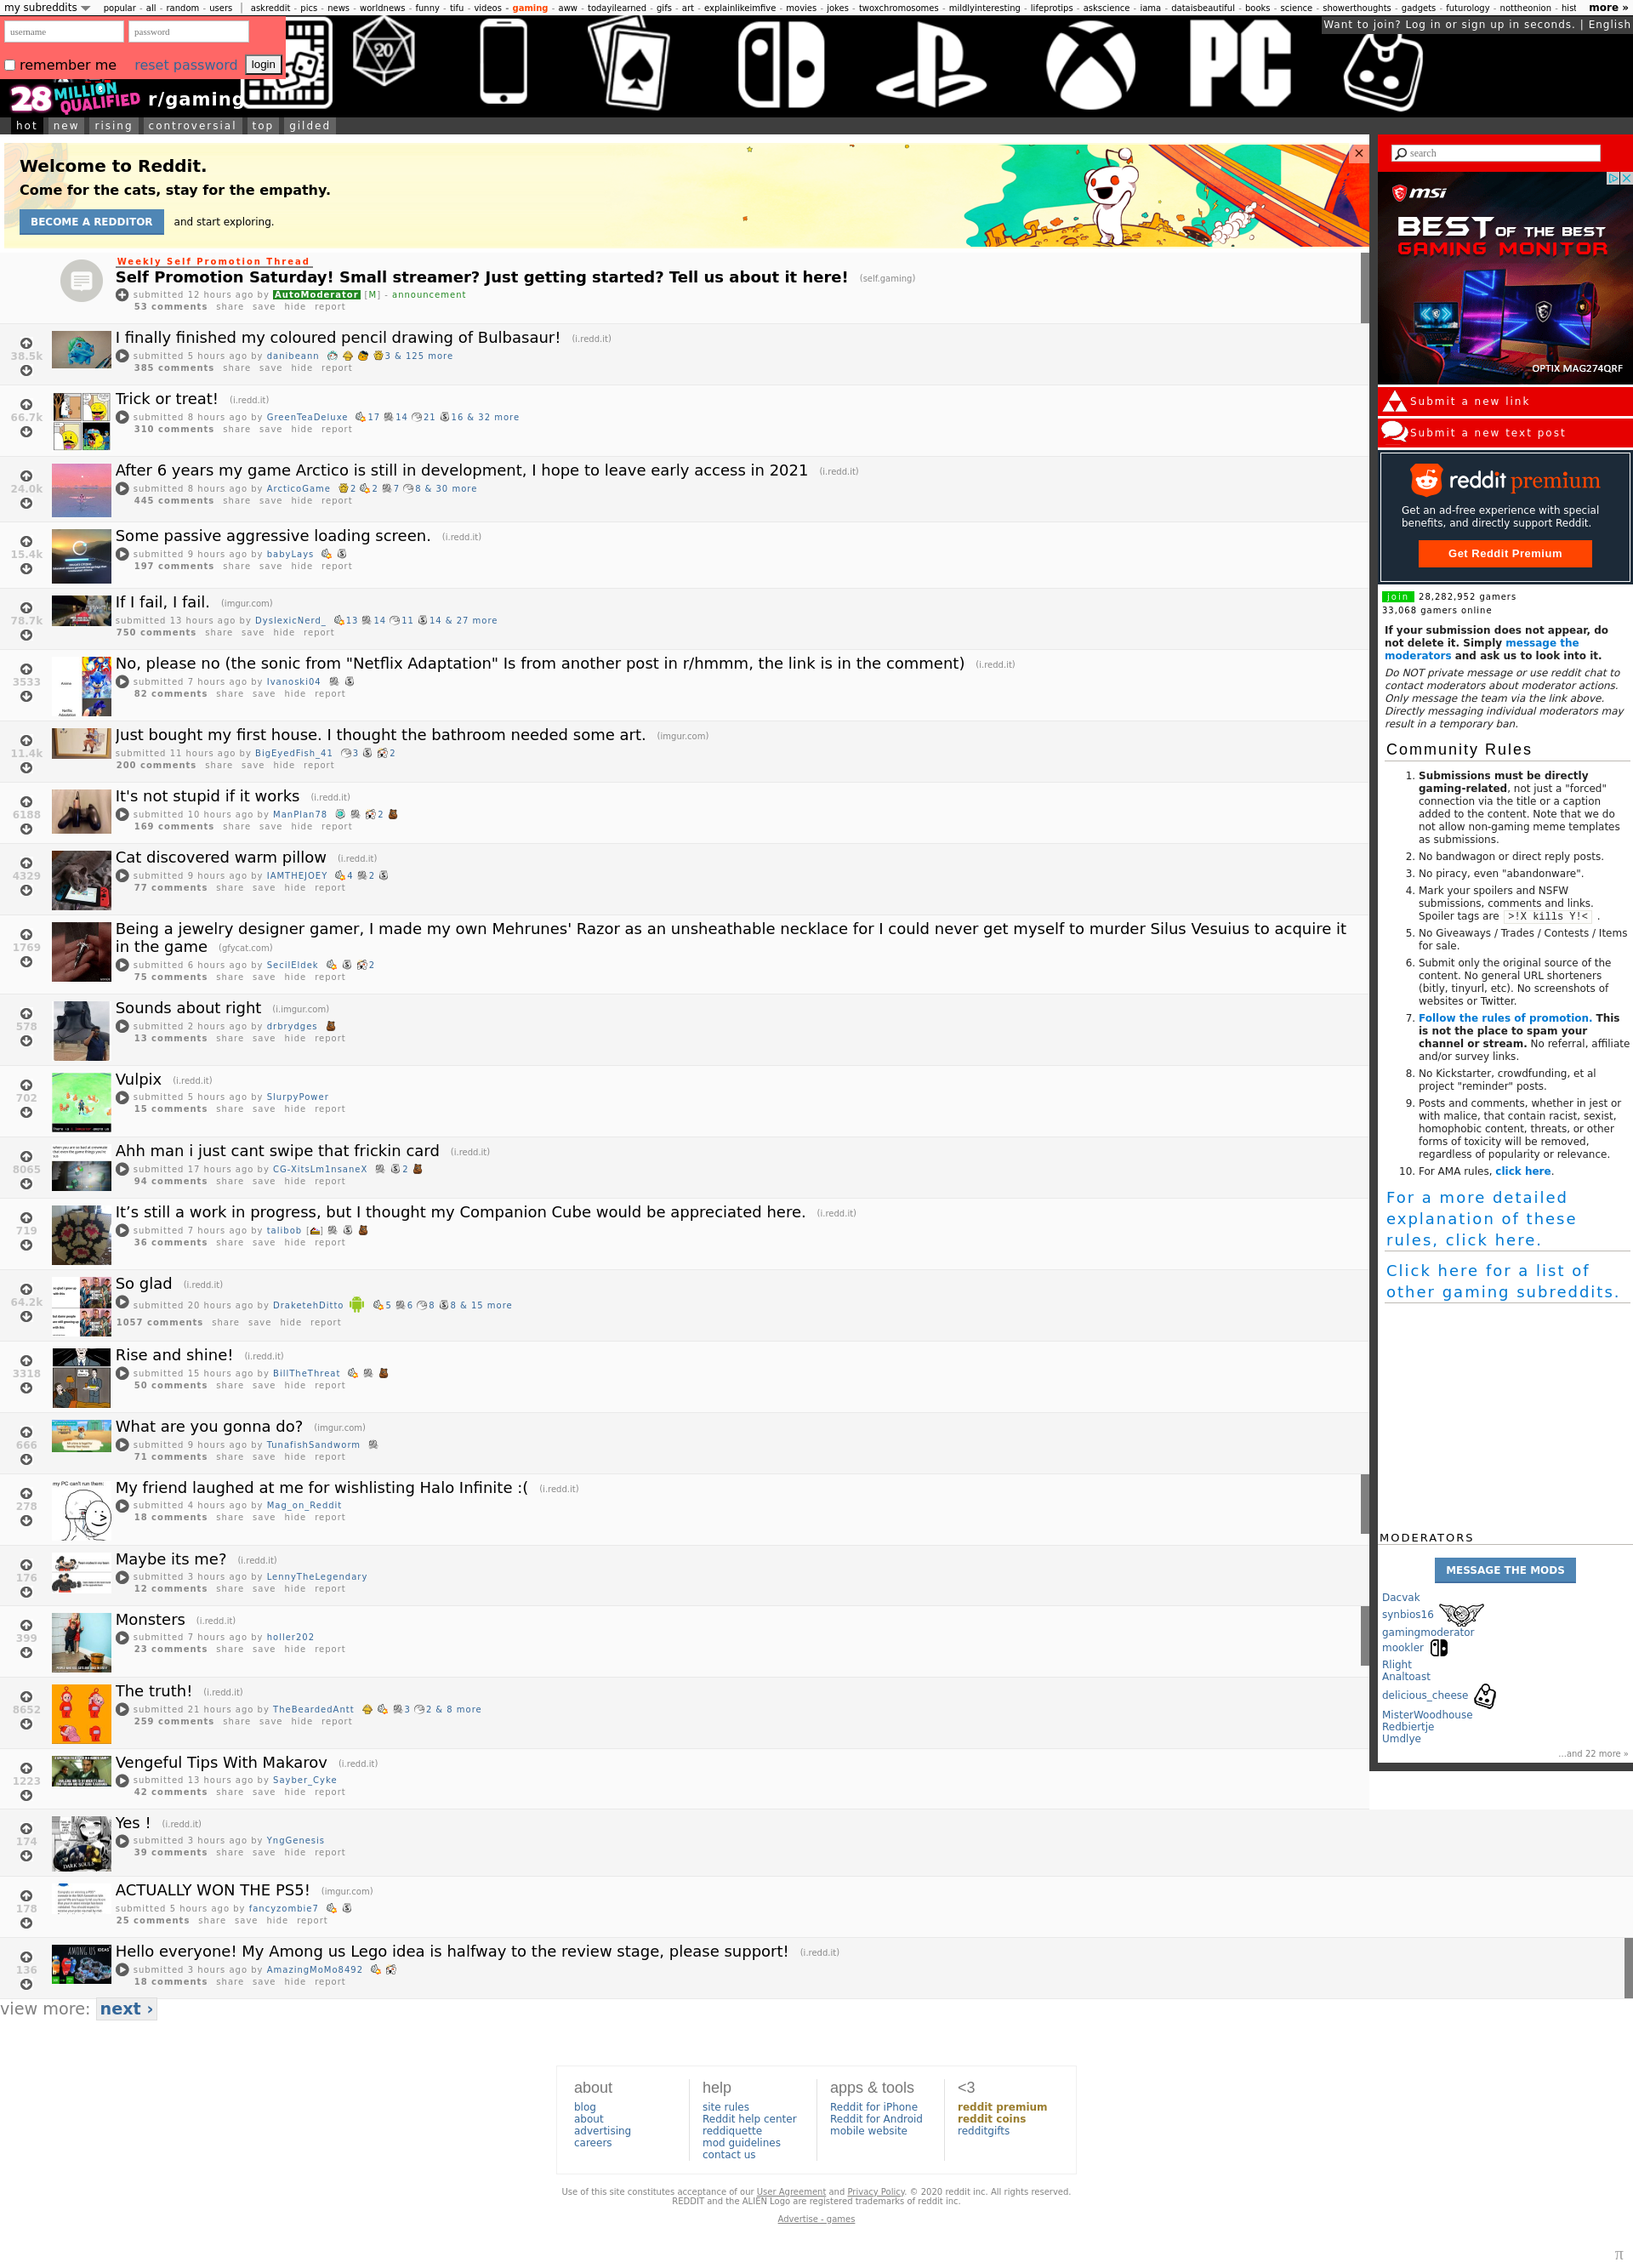 my subreddits popular - all - random - users | askreddit - pics - news - worldnews - funny - tifu - videos - gaming - aww - todayilearned - gifs - art - explainlikeimfive - movies - jokes - twoxchromosomes - mildlyinteresting - lifeprotips - askscience - iama - dataisbeautiful - books - science - showerthoughts - gadgets - futurology - nottheonion - hist more »
username password
Want to join? Log in or sign up in seconds. | English
remember me reset password login
28 MILLION QUALIFIED r/gaming
20
PC
hot new rising controversial top gilded
Welcome to Reddit.
Come for the cats, stay for the empathy.
BECOME A REDDITOR and start exploring.
Weekly Self Promotion Thread
Self Promotion Saturday! Small streamer? Just getting started? Tell us about it here! (self.gaming)
submitted 12 hours ago by AutoModerator [M] - announcement
53 comments share save hide report
I finally finished my coloured pencil drawing of Bulbasaur! (i.redd.it)
38.5k
submitted 5 hours ago by danibeann 3 & 125 more
385 comments share save hide report
Trick or treat! (i.redd.it)
66.7k
submitted 8 hours ago by GreenTeaDeluxe 17 14 21 16 & 32 more
310 comments share save hide report
After 6 years my game Arctico is still in development, I hope to leave early access in 2021 (i.redd.it)
24.0k
submitted 8 hours ago by ArcticoGame 2 2 7 8 & 30 more
445 comments share save hide report
Some passive aggressive loading screen. (i.redd.it)
15.4k
submitted 9 hours ago by babyLays
197 comments share save hide report
If I fail, I fail. (imgur.com)
78.7k
submitted 13 hours ago by DyslexicNerd_ 13 14 11 14 & 27 more
750 comments share save hide report
No, please no (the sonic from "Netflix Adaptation" Is from another post in r/hmmm, the link is in the comment) (i.redd.it)
3533
submitted 7 hours ago by Ivanoski04
82 comments share save hide report
Just bought my first house. I thought the bathroom needed some art. (imgur.com)
11.4k
submitted 11 hours ago by BigEyedFish_41 3 2
200 comments share save hide report
It's not stupid if it works (i.redd.it)
6188
submitted 10 hours ago by ManPlan78 2
169 comments share save hide report
Cat discovered warm pillow (i.redd.it)
4329
submitted 9 hours ago by IAMTHEJOEY 4 2
77 comments share save hide report
Being a jewelry designer gamer, I made my own Mehrunes' Razor as an unsheathable necklace for I could never get myself to murder Silus Vesuius to acquire it
in the game (gfycat.com)
1769
submitted 6 hours ago by SecilEldek 2
75 comments share save hide report
Sounds about right (i.imgur.com)
578
submitted 2 hours ago by drbrydges
13 comments share save hide report
Vulpix (i.redd.it)
702
submitted 5 hours ago by SlurpyPower
15 comments share save hide report
Ahh man i just cant swipe that frickin card (i.redd.it)
8065
submitted 17 hours ago by CG-XitsLm1nsaneX 2
94 comments share save hide report
It’s still a work in progress, but I thought my Companion Cube would be appreciated here. (i.redd.it)
719
submitted 7 hours ago by talibob []
36 comments share save hide report
So glad (i.redd.it)
64.2k
submitted 20 hours ago by DraketehDitto 5 6 8 8 & 15 more
1057 comments share save hide report
Rise and shine! (i.redd.it)
3318
submitted 15 hours ago by BillTheThreat
50 comments share save hide report
What are you gonna do? (imgur.com)
666
submitted 9 hours ago by TunafishSandworm
71 comments share save hide report
my PC can't run them:
My friend laughed at me for wishlisting Halo Infinite :( (i.redd.it)
278
submitted 4 hours ago by Mag_on_Reddit
18 comments share save hide report
Maybe its me? (i.redd.it)
176
submitted 3 hours ago by LennyTheLegendary
12 comments share save hide report
Monsters (i.redd.it)
399
submitted 7 hours ago by holler202
23 comments share save hide report
The truth! (i.redd.it)
8652
submitted 21 hours ago by TheBeardedAntt 3 2 & 8 more
259 comments share save hide report
Vengeful Tips With Makarov (i.redd.it)
1223
submitted 13 hours ago by Sayber_Cyke
42 comments share save hide report
Yes ! (i.redd.it)
174
submitted 3 hours ago by YngGenesis
39 comments share save hide report
DARK SOULS
ACTUALLY WON THE PS5! (imgur.com)
178
submitted 5 hours ago by fancyzombie7
25 comments share save hide report
AMONG US IDEAS
Hello everyone! My Among us Lego idea is halfway to the review stage, please support! (i.redd.it)
136
submitted 3 hours ago by AmazingMoMo8492
18 comments share save hide report
view more: next ›
search
msi
BEST OF THE BEST
GAMING MONITOR
OPTIX MAG274QRF
Submit a new link
Submit a new text post
reddit premium
Get an ad-free experience with special
benefits, and directly support Reddit.
Get Reddit Premium
join 28,282,952 gamers
33,068 gamers online
If your submission does not appear, do
not delete it. Simply message the
moderators and ask us to look into it.
Do NOT private message or use reddit chat to
contact moderators about moderator actions.
Only message the team via the link above.
Directly messaging individual moderators may
result in a temporary ban.
Community Rules
1. Submissions must be directly
gaming-related, not just a "forced"
connection via the title or a caption
added to the content. Note that we do
not allow non-gaming meme templates
as submissions.
2. No bandwagon or direct reply posts.
3. No piracy, even "abandonware".
4. Mark your spoilers and NSFW
submissions, comments and links.
Spoiler tags are >!X kills Y!< .
5. No Giveaways / Trades / Contests / Items
for sale.
6. Submit only the original source of the
content. No general URL shorteners
(bitly, tinyurl, etc). No screenshots of
websites or Twitter.
7. Follow the rules of promotion. This
is not the place to spam your
channel or stream. No referral, affiliate
and/or survey links.
8. No Kickstarter, crowdfunding, et al
project "reminder" posts.
9. Posts and comments, whether in jest or
with malice, that contain racist, sexist,
homophobic content, threats, or other
forms of toxicity will be removed,
regardless of popularity or relevance.
10. For AMA rules, click here.
For a more detailed
explanation of these
rules, click here.
Click here for a list of
other gaming subreddits.
MODERATORS
MESSAGE THE MODS
Dacvak
synbios16
gamingmoderator
mookler
Rlight
Analtoast
delicious_cheese
MisterWoodhouse
Redbiertje
Umdlye
...and 22 more »
about
blog
about
advertising
careers
help
site rules
Reddit help center
reddiquette
mod guidelines
contact us
apps & tools
Reddit for iPhone
Reddit for Android
mobile website
<3
reddit premium
reddit coins
redditgifts
Use of this site constitutes acceptance of our User Agreement and Privacy Policy. © 2020 reddit inc. All rights reserved.
REDDIT and the ALIEN Logo are registered trademarks of reddit inc.
Advertise - games
π